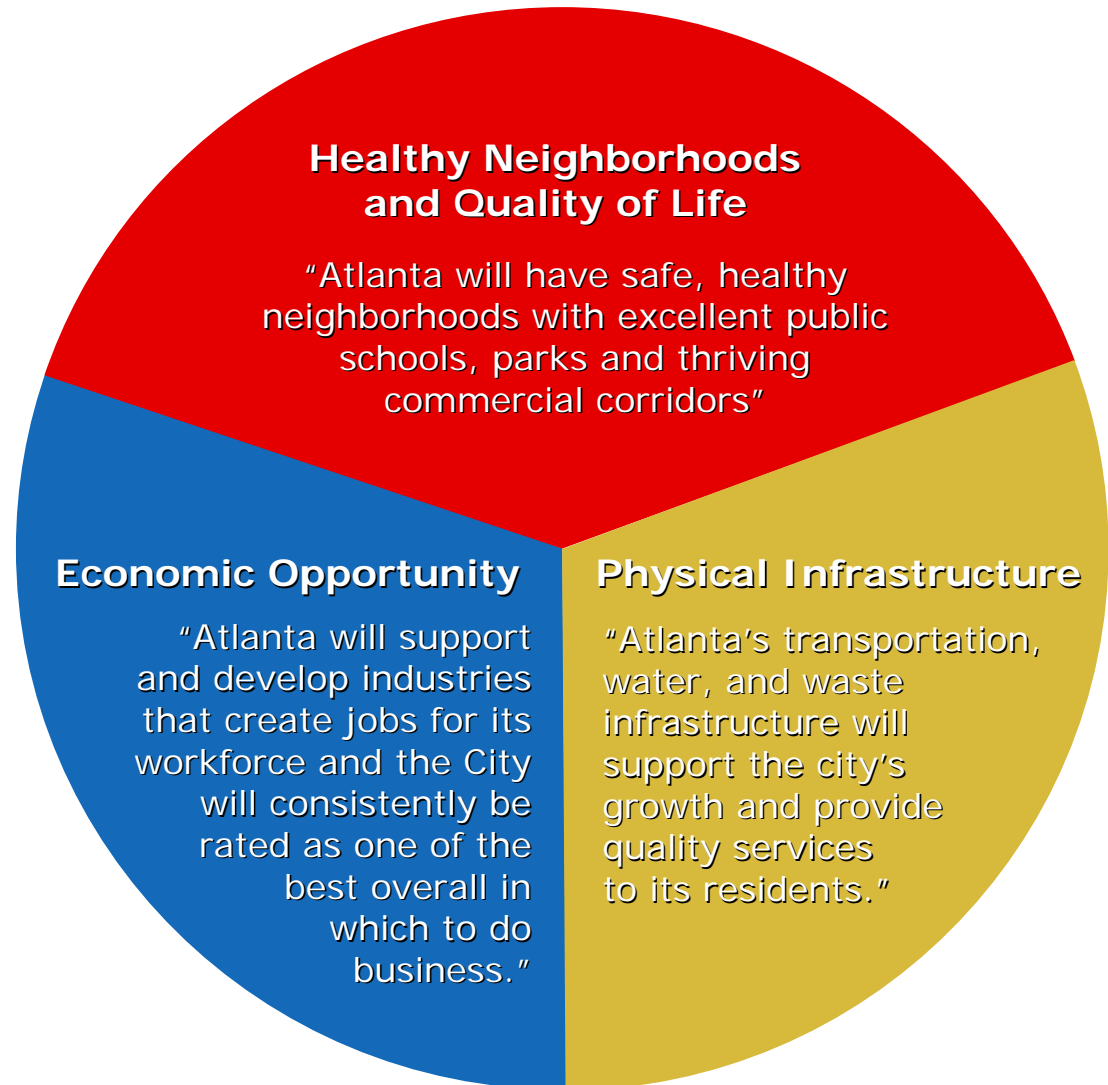 Healthy Neighborhoods
and Quality of Life
"Atlanta will have safe, healthy
neighborhoods with excellent public
schools, parks and thriving
commercial corridors"
Economic Opportunity
"Atlanta will support
and develop industries
that create jobs for its
workforce and the City
will consistently be
rated as one of the
best overall in
which to do
business."
Physical Infrastructure
"Atlanta's transportation,
water, and waste
infrastructure will
support the city's
growth and provide
quality services
to its residents."